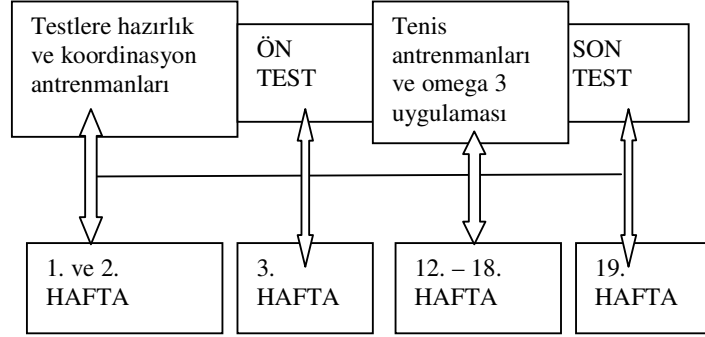 Testlere hazırlık
ve koordinasyon
antrenmanları
ÖN
TEST
Tenis
antrenmanları
ve omega 3
uygulaması
SON
TEST
1. ve 2.
HAFTA
3.
HAFTA
12. – 18.
HAFTA
19.
HAFTA